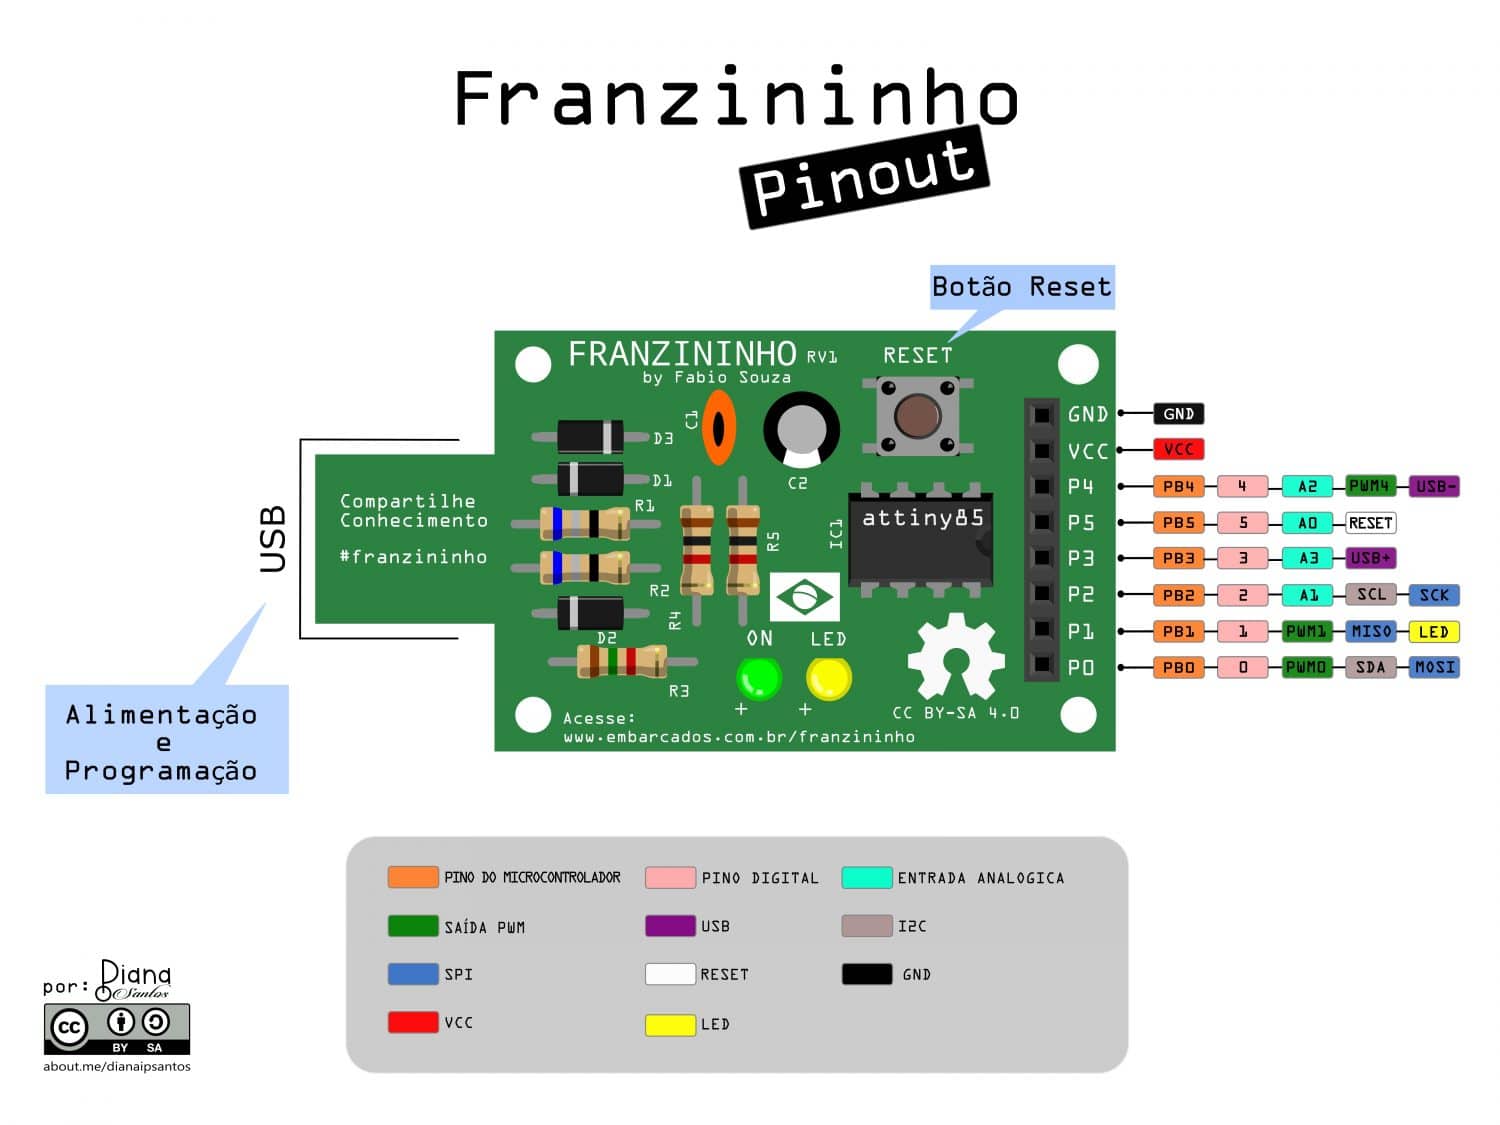 Franzininho
Pinout
Botão Reset
FRANZININHO RV1
by Fabio Souza
RESET
C1
D3
D1
C2
R1
R5
IC1
attiny85
R2
R4
D2
R3
ON
LED
+
+
CC BY-SA 4.0
Acesse:
www.embarcados.com.br/franzininho
Compartilhe
Conhecimento
#franzininho
USB
Alimentação
e
Programação
GND GND
VCC VCC
P4 PB4 4 A2 PWM4 USB-
P5 PB5 5 A0 RESET
P3 PB3 3 A3 USB+
P2 PB2 2 A1 SCL SCK
P1 PB1 1 PWM1 MISO LED
P0 PB0 0 PWM0 SDA MOSI
PINO DO MICROCONTROLADOR PINO DIGITAL ENTRADA ANALOGICA
SAÍDA PWM USB I2C
SPI RESET GND
VCC LED
por: Diana
Santos
cc
BY SA
about.me/dianaipsantos